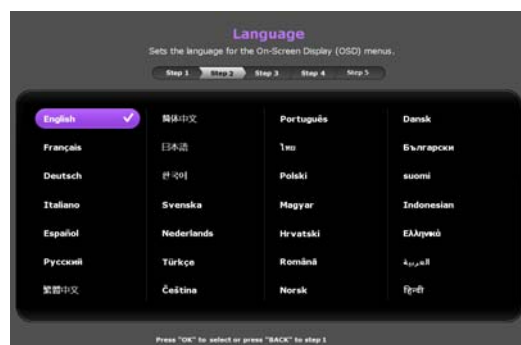 Language
Sets the language for the On-Screen Display (OSD) menus.
Step 1 Step 2 Step 3 Step 4 Step 5
English 簡体中文 Português Dansk
Français 日本語 ไทย Български
Deutsch 한국어 Polski suomi
Italiano Svenska Magyar Indonesian
Español Nederlands Hrvatski Ελληνικά
Русский Türkçe Română العربية
繁體中文 Čeština Norsk हिन्दी
Press "OK" to select or press "BACK" to step 1